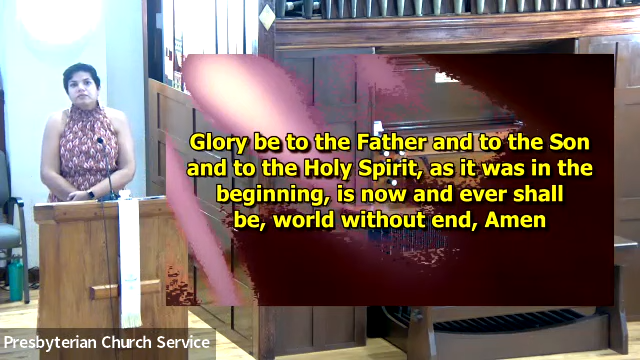 Glory be to the Father and to the Son
and to the Holy Spirit, as it was in the
beginning, is now and ever shall
be, world without end, Amen
Presbyterian Church Service